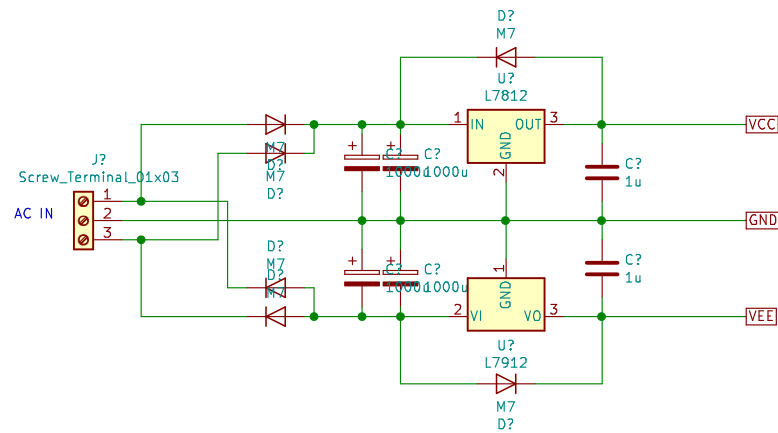 D?
M7
U?
L7812
1 IN OUT 3
GND
2
VCC
M7
D?
M7
D?
+
+
C?
1000u
C?
1000u
C?
1u
J?
Screw_Terminal_01x03
AC IN
1
2
3
GND
D?
M7
D?
M7
+
+
C?
1000u
C?
1000u
C?
1u
1
GND
2 VI VO 3
VEE
U?
L7912
M7
D?